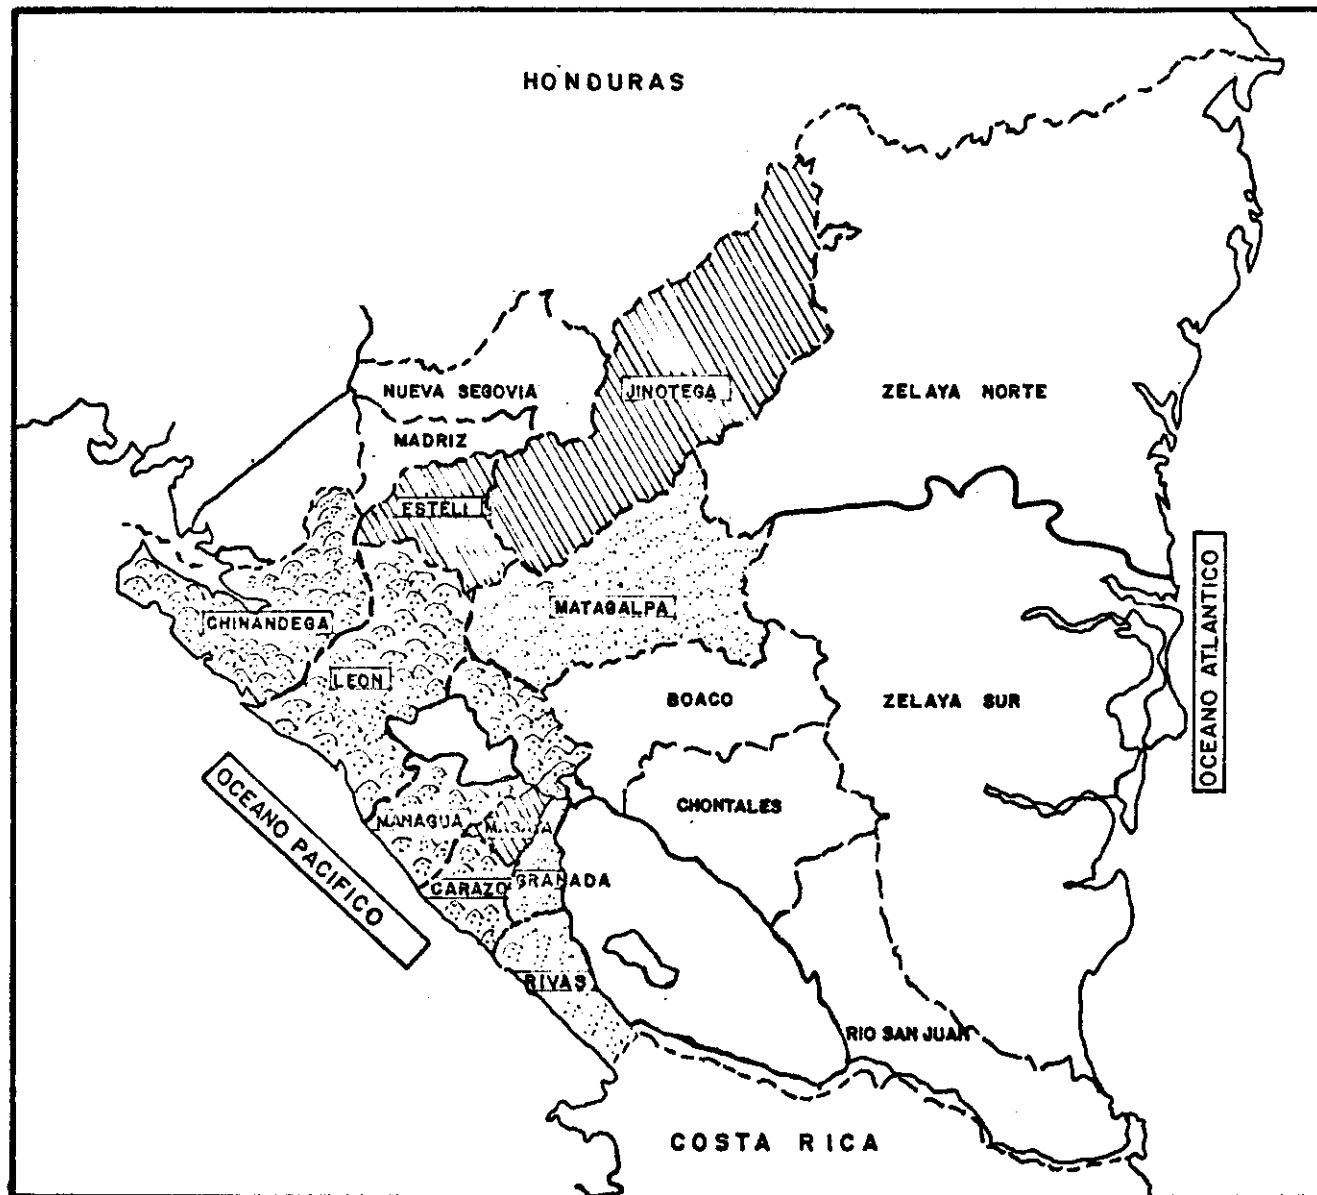 HONDURAS
NUEVA SEGOVIA
JINOTEGA
ZELAYA NORTE
MADRIZ
ESTELI
MATAGALPA
CHINANDEGA
LEON
BOACO
ZELAYA SUR
OCEANO ATLANTICO
OCEANO PACIFICO
CHONTALES
MANAGUA
MASAYA
CARAZO
GRANADA
RIVAS
RIO SAN JUAN
COSTA RICA